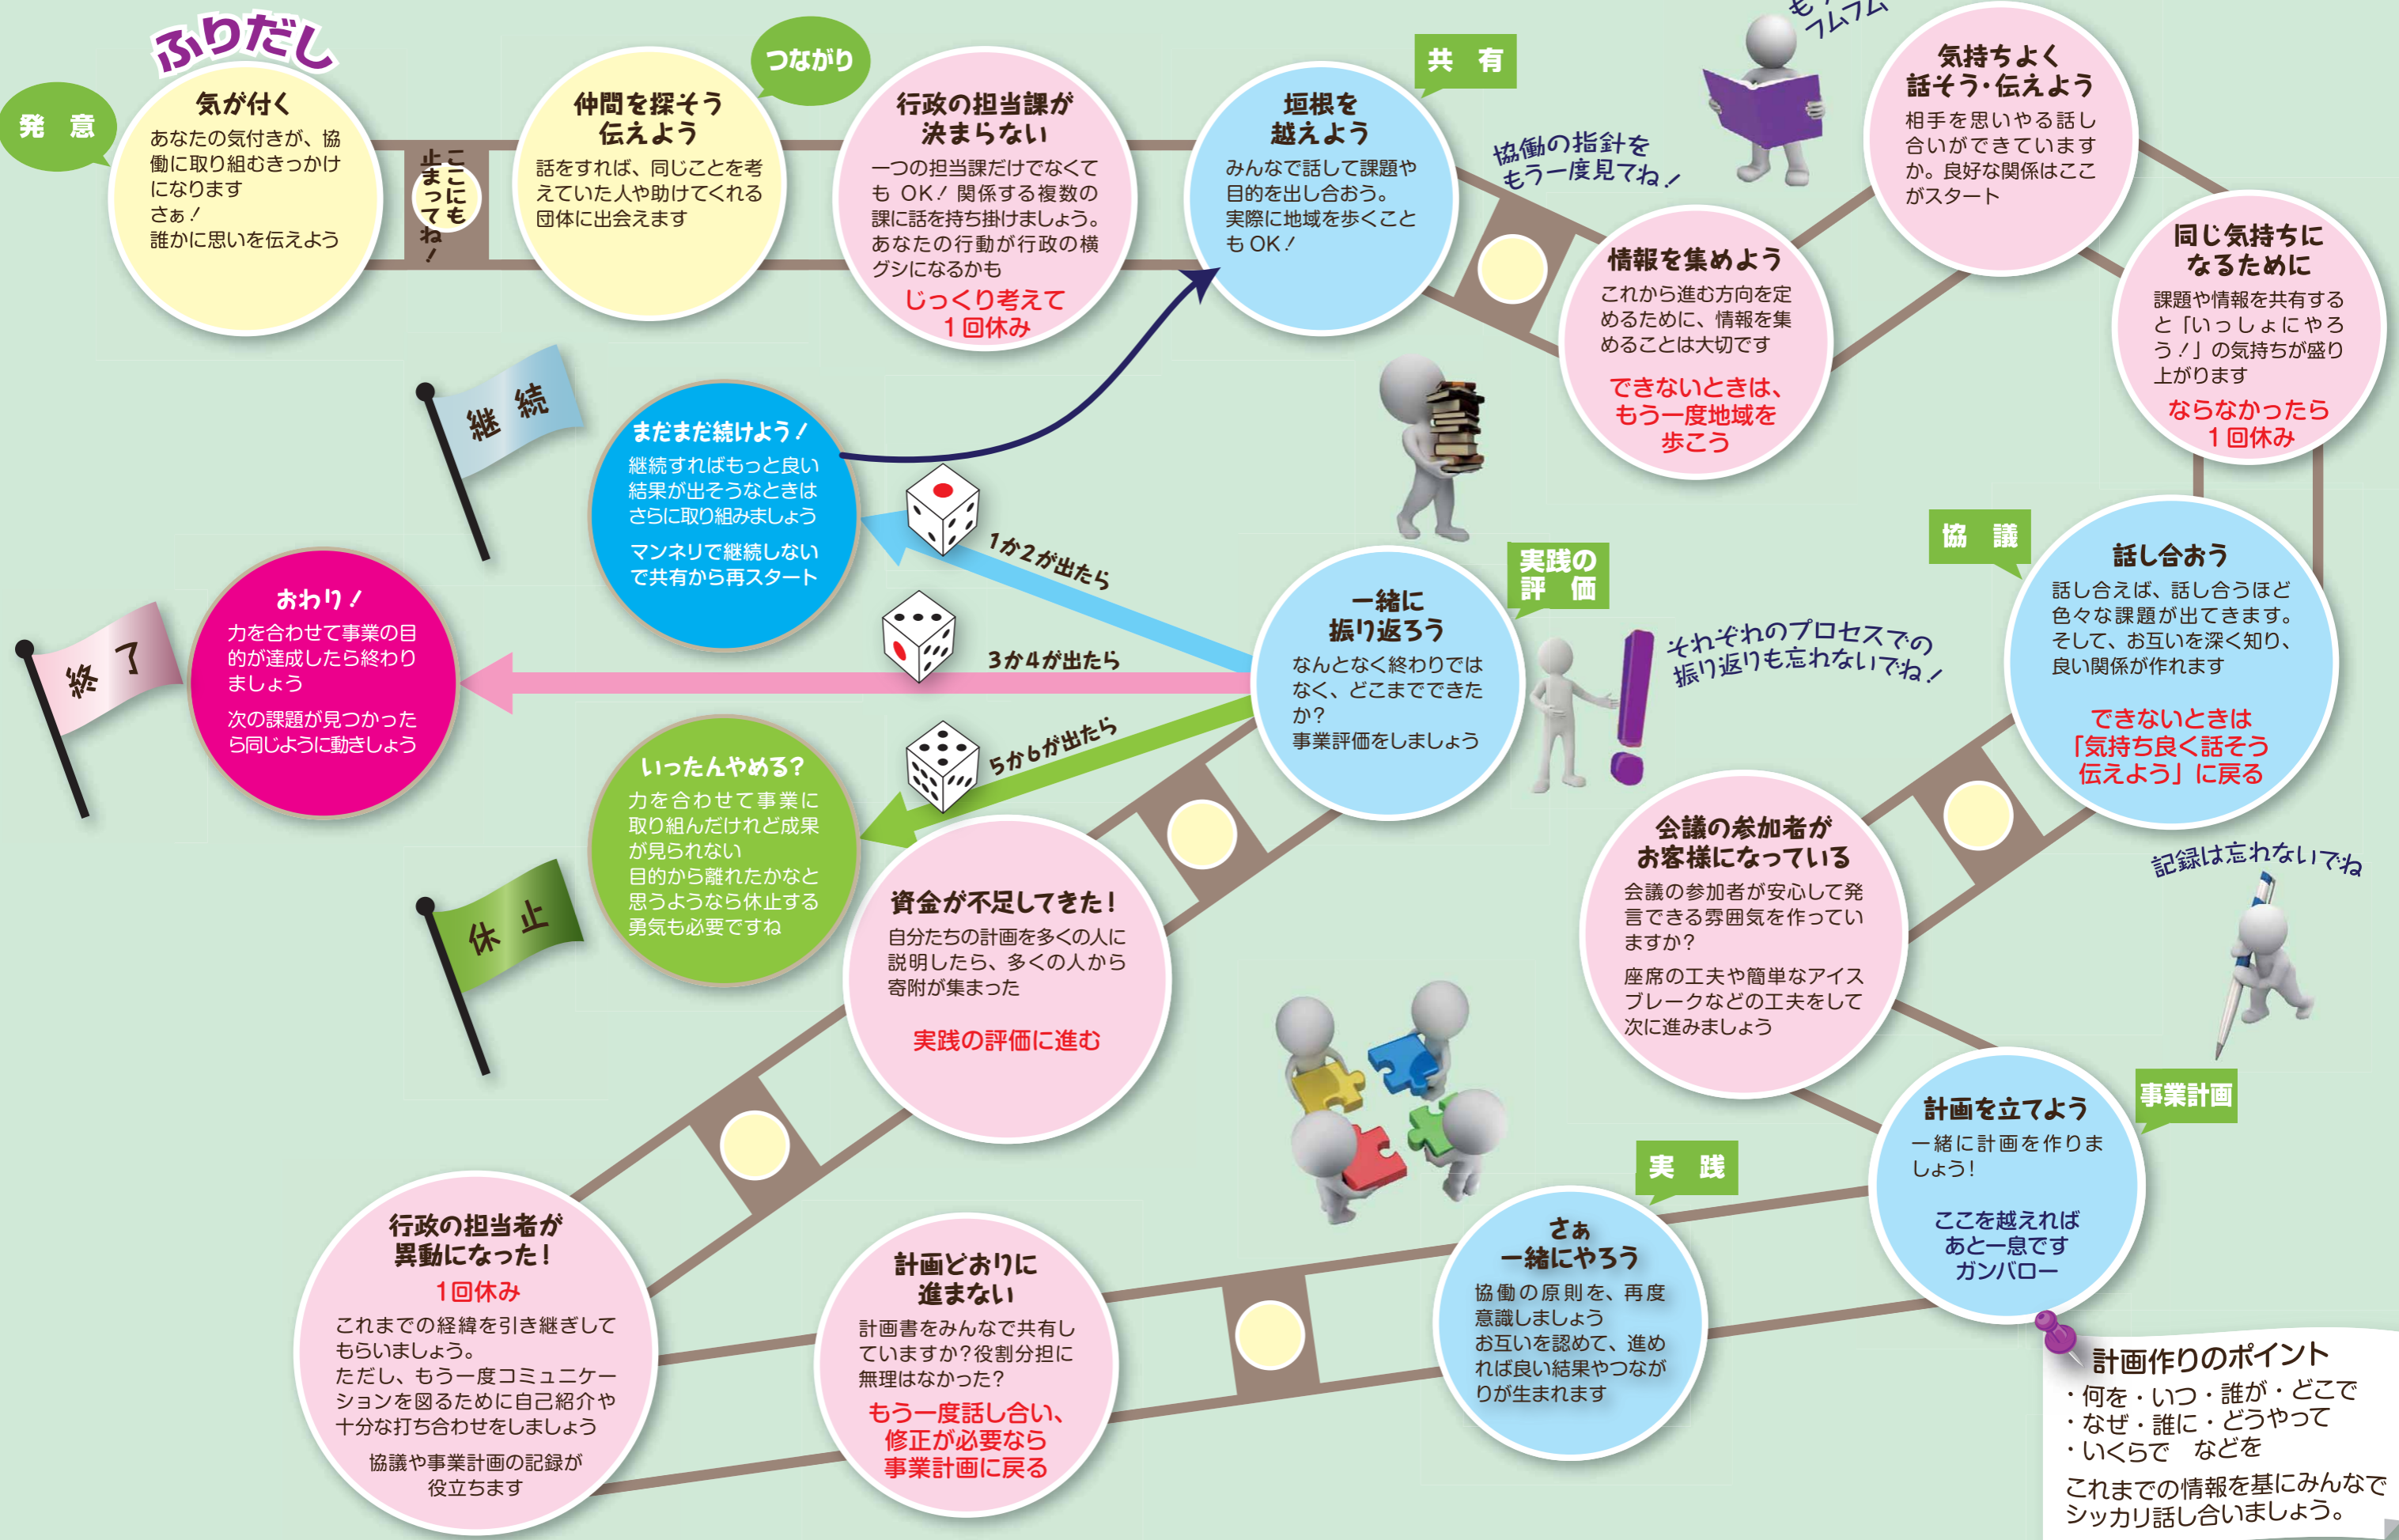 ふりだし
発　意
気が付く
あなたの気付きが、協
働に取り組むきっかけ
になります
さぁ！
誰かに思いを伝えよう
ここにも
止まってね！
つながり
仲間を探そう
伝えよう
話をすれば、同じことを考
えていた人や助けてくれる
団体に出会えます
行政の担当課が
決まらない
一つの担当課だけでなくて
も OK！関係する複数の
課に話を持ち掛けましょう。
あなたの行動が行政の横
グシになるかも
じっくり考えて
1回休み
共　有
垣根を
越えよう
みんなで話して課題や
目的を出し合おう。
実際に地域を歩くこと
も OK！
協働の指針を
もう一度見てね！
フムフム
情報を集めよう
これから進む方向を定
めるために、情報を集
めることは大切です
できないときは、
もう一度地域を
歩こう
気持ちよく
話そう・伝えよう
相手を思いやる話し
合いができています
か。良好な関係はここ
がスタート
同じ気持ちに
なるために
課題や情報を共有する
と「いっしょにやろ
う！」の気持ちが盛り
上がります
ならなかったら
1回休み
協　議
話し合おう
話し合えば、話し合うほど
色々な課題が出てきます。
そして、お互いを深く知り、
良い関係が作れます
できないときは
「気持ち良く話そう
伝えよう」に戻る
会議の参加者が
お客様になっている
会議の参加者が安心して発
言できる雰囲気を作ってい
ますか？
座席の工夫や簡単なアイス
ブレークなどの工夫をして
次に進みましょう
記録は忘れないでね
事業計画
計画を立てよう
一緒に計画を作りま
しょう！
ここを越えれば
あと一息です
ガンバロー
計画作りのポイント
・何を・いつ・誰が・どこで
・なぜ・誰に・どうやって
・いくらで　などを
これまでの情報を基にみんなで
シッカリ話し合いましょう。
実　践
さぁ
一緒にやろう
協働の原則を、再度
意識しましょう
お互いを認めて、進め
れば良い結果やつなが
りが生まれます
計画どおりに
進まない
計画書をみんなで共有し
ていますか？役割分担に
無理はなかった？
もう一度話し合い、
修正が必要なら
事業計画に戻る
行政の担当者が
異動になった！
1回休み
これまでの経緯を引き継ぎして
もらいましょう。
ただし、もう一度コミュニケー
ションを図るために自己紹介や
十分な打ち合わせをしましょう
協議や事業計画の記録が
役立ちます
資金が不足してきた！
自分たちの計画を多くの人に
説明したら、多くの人から
寄附が集まった
実践の評価に進む
実践の
評　価
一緒に
振り返ろう
なんとなく終わりでは
なく、どこまでできた
か？
事業評価をしましょう
それぞれのプロセスでの
振り返りも忘れないでね！
1か2が出たら
3か4が出たら
5か6が出たら
継　続
まだまだ続けよう！
継続すればもっと良い
結果が出そうなときは
さらに取り組みましょう
マンネリで継続しない
で共有から再スタート
終　了
おわり！
力を合わせて事業の目
的が達成したら終わり
ましょう
次の課題が見つかった
ら同じように動きしょう
休　止
いったんやめる？
力を合わせて事業に
取り組んだけれど成果
が見られない
目的から離れたかなと
思うようなら休止する
勇気も必要ですね